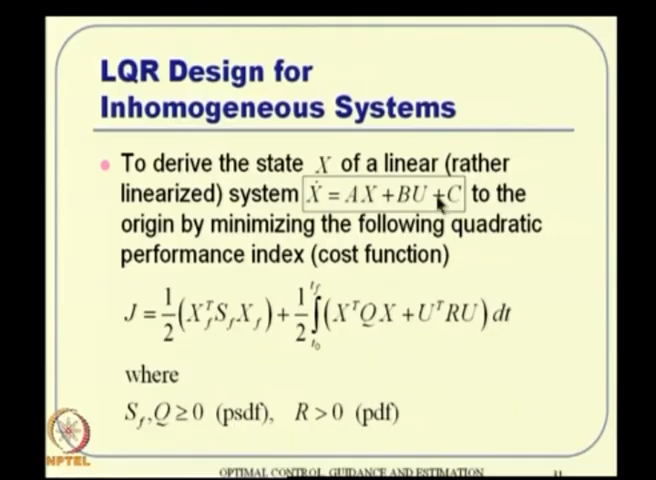 LQR Design for
Inhomogeneous Systems
To derive the state X of a linear (rather
linearized) system Ẋ = AX + BU + C to the
origin by minimizing the following quadratic
performance index (cost function)
J = 1/2 (X_f^T S_f X_f) + 1/2 ∫_{t_0}^{t_f} (X^T Q X + U^T R U) dt
where
S_f, Q ≥ 0 (psdf), R > 0 (pdf)
NPTEL
OPTIMAL CONTROL, GUIDANCE AND ESTIMATION